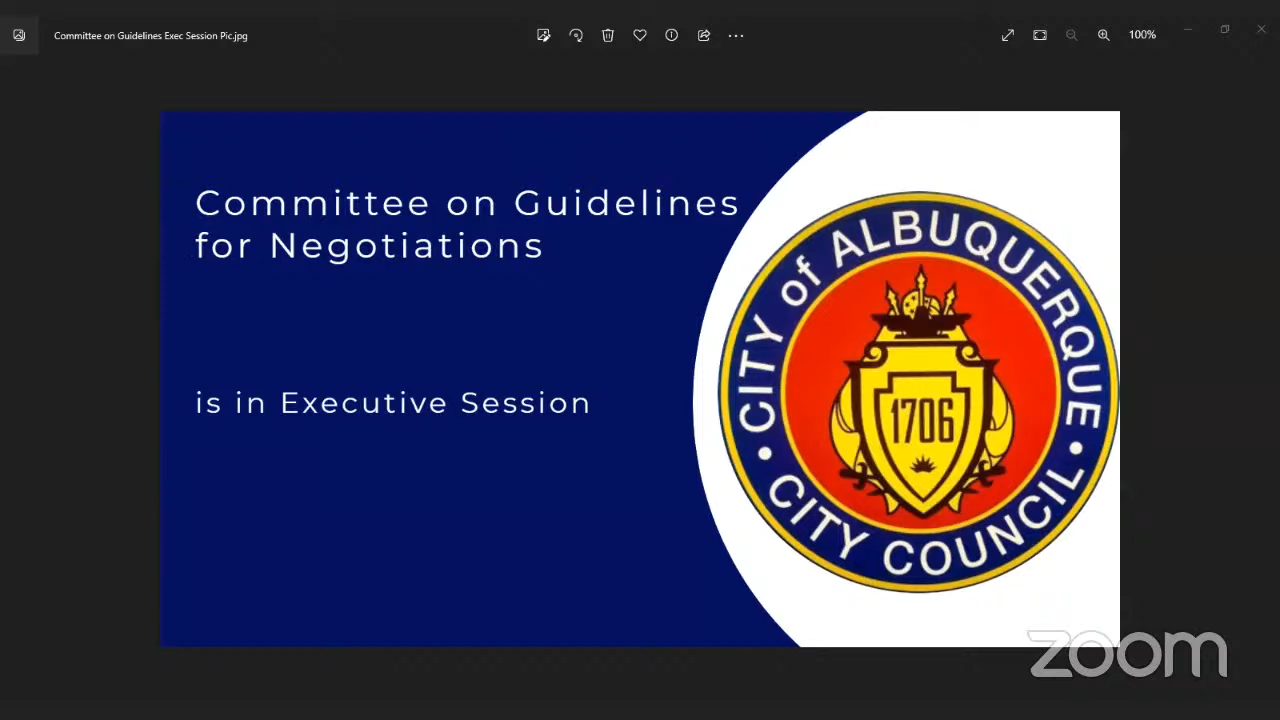 Committee on Guidelines Exec Session Pic.jpg
100%
Committee on Guidelines
for Negotiations
is in Executive Session
CITY of ALBUQUERQUE
1706
• CITY COUNCIL •
zoom